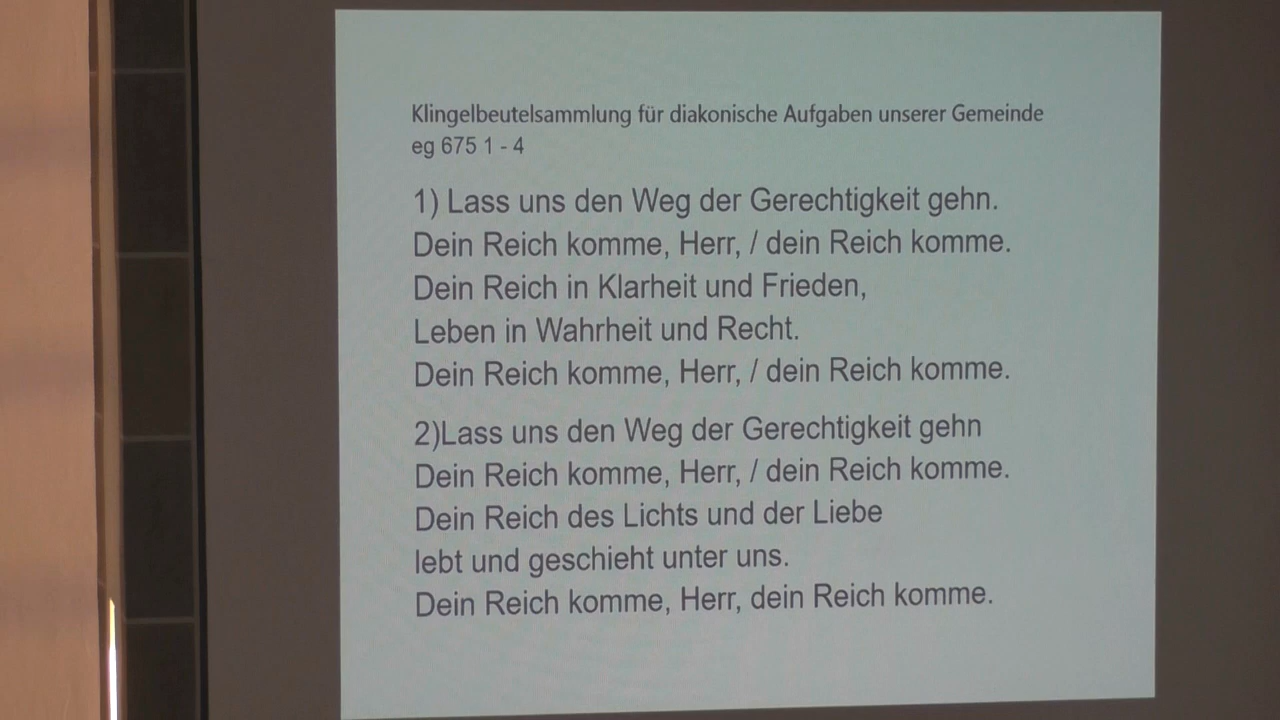 Klingelbeutelsammlung für diakonische Aufgaben unserer Gemeinde
eg 675 1 - 4
1) Lass uns den Weg der Gerechtigkeit gehn.
Dein Reich komme, Herr, / dein Reich komme.
Dein Reich in Klarheit und Frieden,
Leben in Wahrheit und Recht.
Dein Reich komme, Herr, / dein Reich komme.
2)Lass uns den Weg der Gerechtigkeit gehn
Dein Reich komme, Herr, / dein Reich komme.
Dein Reich des Lichts und der Liebe
lebt und geschieht unter uns.
Dein Reich komme, Herr, dein Reich komme.